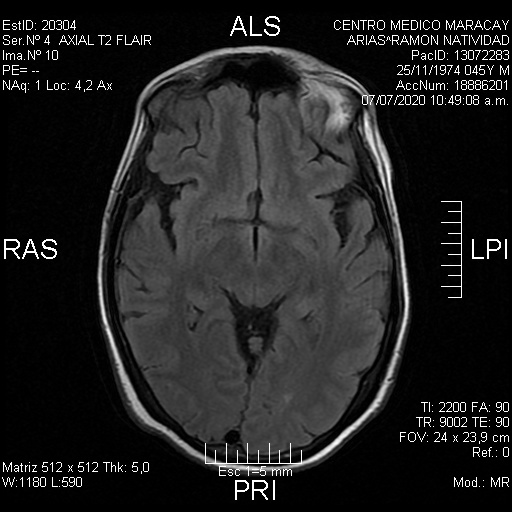 EstID: 20304
Ser.Nº 4 AXIAL T2 FLAIR
Ima.Nº 10
PE= --
NAq: 1 Loc: 4,2 Ax
ALS
CENTRO MEDICO MARACAY
ARIAS^RAMON NATIVIDAD
PacID: 13072283
25/11/1974 045Y M
AccNum: 18886201
07/07/2020 10:49:08 a.m.
RAS
LPI
TI: 2200 FA: 90
TR: 9002 TE: 90
FOV: 24 x 23,9 cm
Ref.: 0
Matriz 512 x 512 Thk: 5,0
W:1180 L:590
Esc 1=5 mm
PRI
Mod.: MR